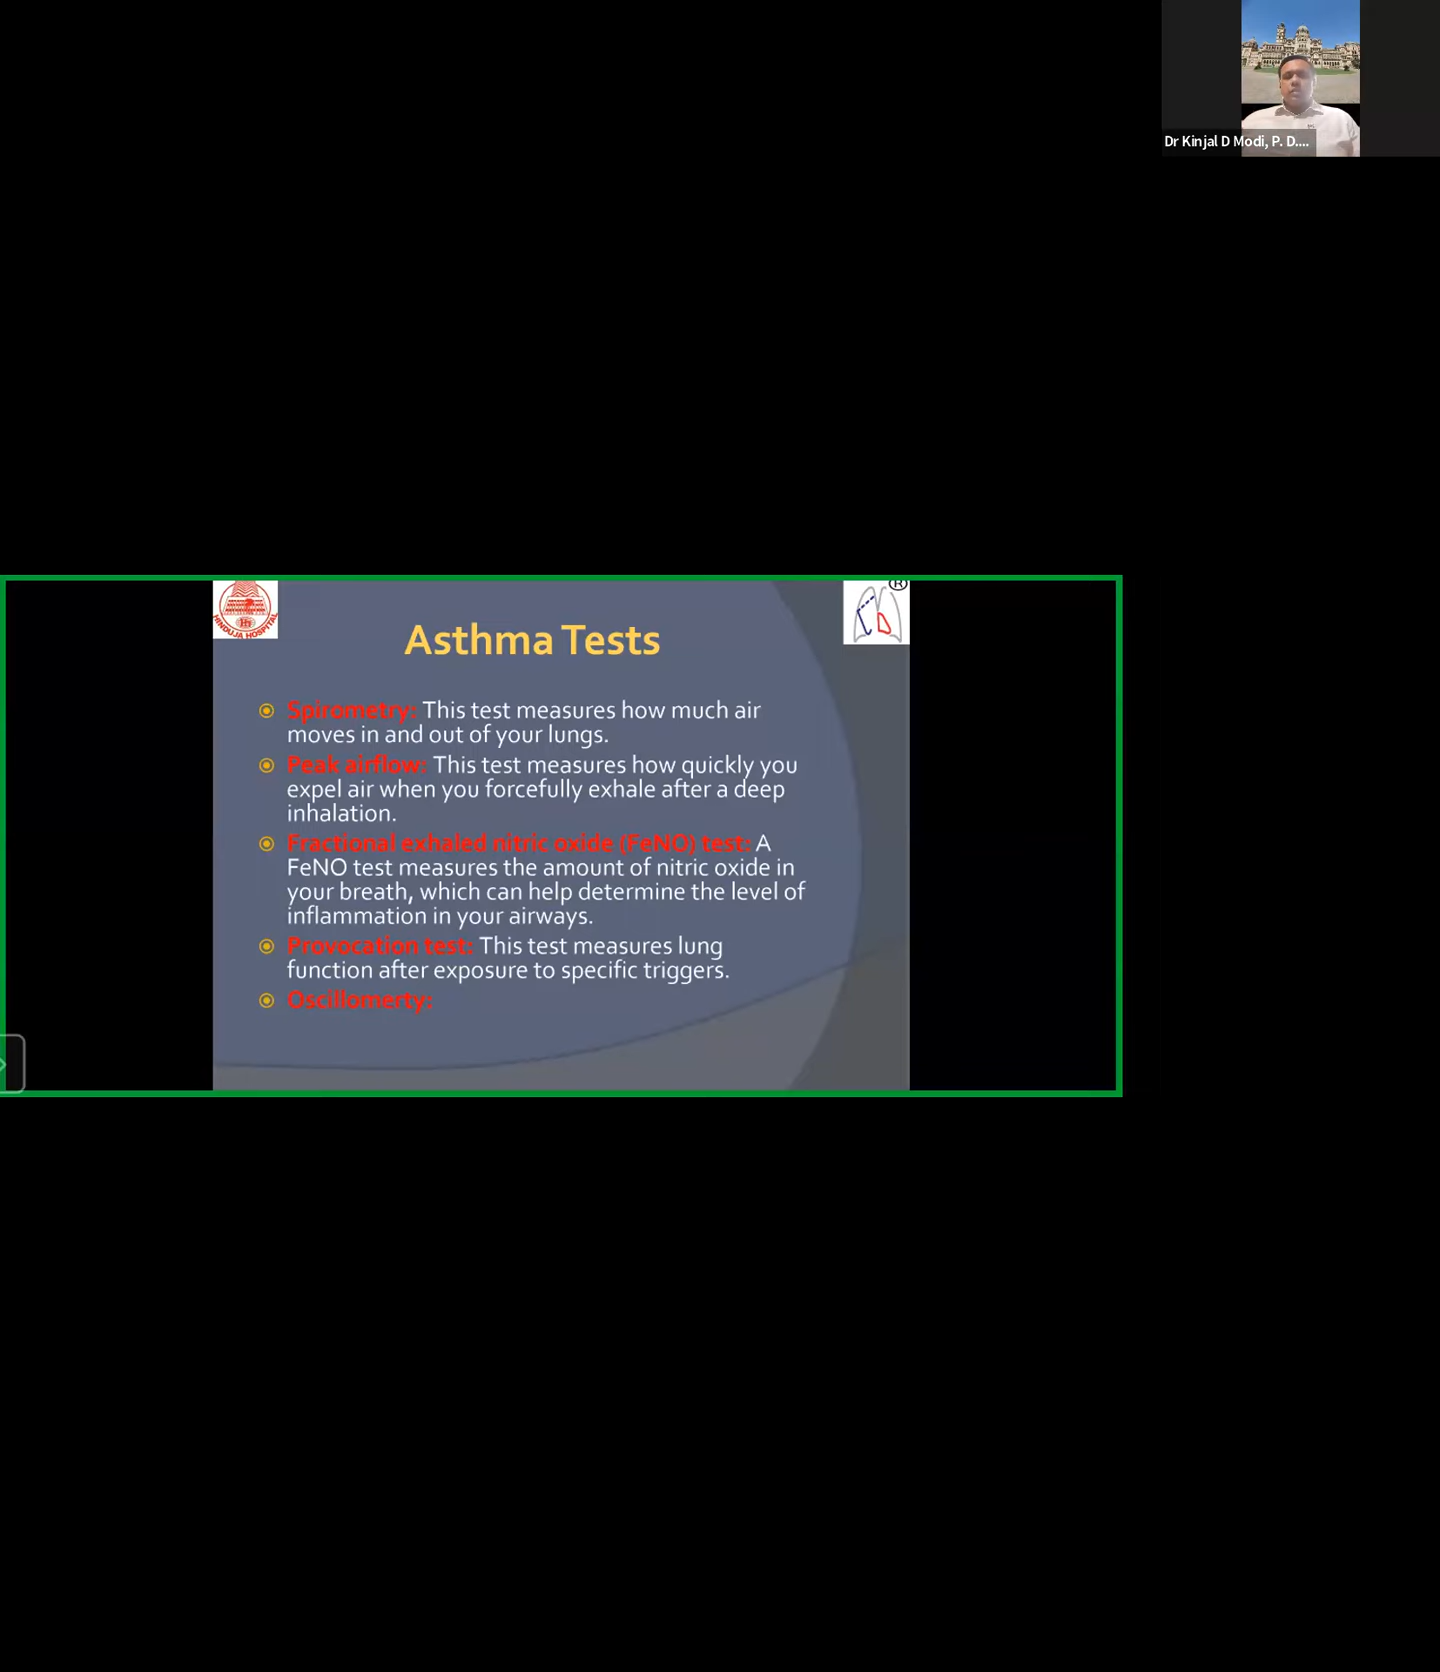 Dr Kinjal D Modi, P. D....
HINDUJA HOSPITAL
®
Asthma Tests
Spirometry: This test measures how much air
moves in and out of your lungs.
Peak airflow: This test measures how quickly you
expel air when you forcefully exhale after a deep
inhalation.
Fractional exhaled nitric oxide (FeNO) test: A
FeNO test measures the amount of nitric oxide in
your breath, which can help determine the level of
inflammation in your airways.
Provocation test: This test measures lung
function after exposure to specific triggers.
Oscillomerty: